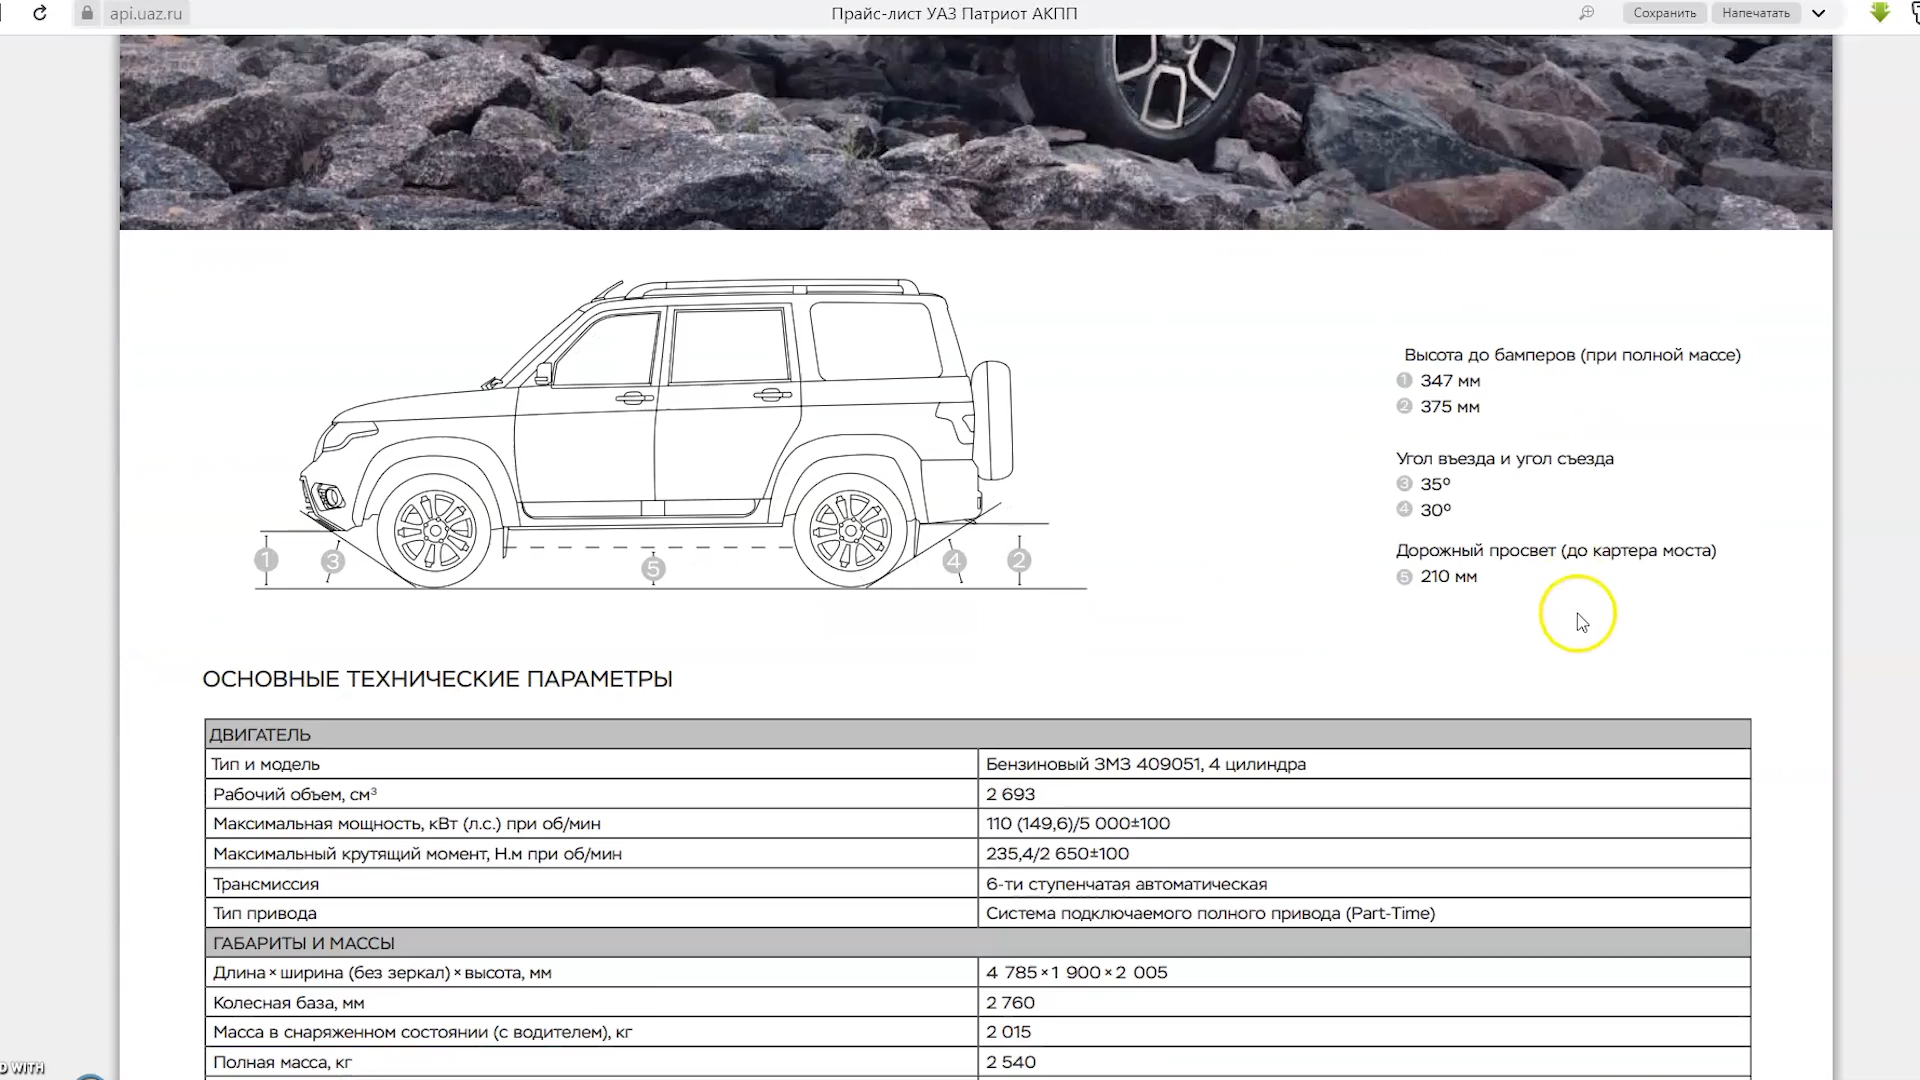 api.uaz.ru
Прайс-лист УАЗ Патриот АКПП
Сохранить
Напечатать
Высота до бамперов (при полной массе)
1 347 мм
2 375 мм
Угол въезда и угол съезда
3 35º
4 30º
Дорожный просвет (до картера моста)
5 210 мм
1
3
5
4
2
ОСНОВНЫЕ ТЕХНИЧЕСКИЕ ПАРАМЕТРЫ
ДВИГАТЕЛЬ
Тип и модель Бензиновый ЗМЗ 409051, 4 цилиндра
Рабочий объем, см³ 2 693
Максимальная мощность, кВт (л.с.) при об/мин 110 (149,6)/5 000±100
Максимальный крутящий момент, Н.м при об/мин 235,4/2 650±100
Трансмиссия 6-ти ступенчатая автоматическая
Тип привода Система подключаемого полного привода (Part-Time)
ГАБАРИТЫ И МАССЫ
Длина × ширина (без зеркал) × высота, мм 4 785 × 1 900 × 2 005
Колесная база, мм 2 760
Масса в снаряженном состоянии (с водителем), кг 2 015
Полная масса, кг 2 540
WITH